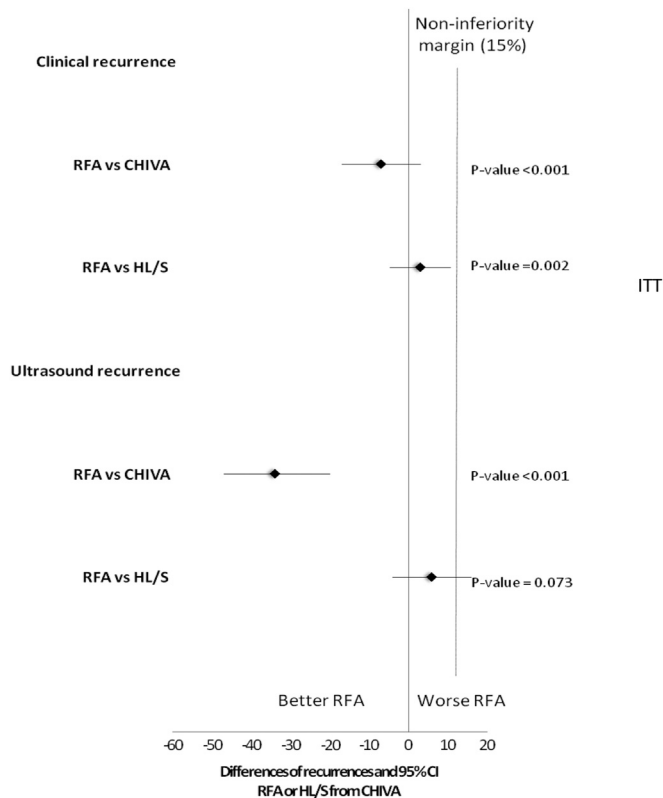 Non-inferiority
margin (15%)
Clinical recurrence
RFA vs CHIVA
P-value <0.001
RFA vs HL/S
P-value =0.002
ITT
Ultrasound recurrence
RFA vs CHIVA
P-value <0.001
RFA vs HL/S
P-value = 0.073
Better RFA
Worse RFA
-60 -50 -40 -30 -20 -10 0 10 20
Differences of recurrences and 95% CI
RFA or HL/S from CHIVA